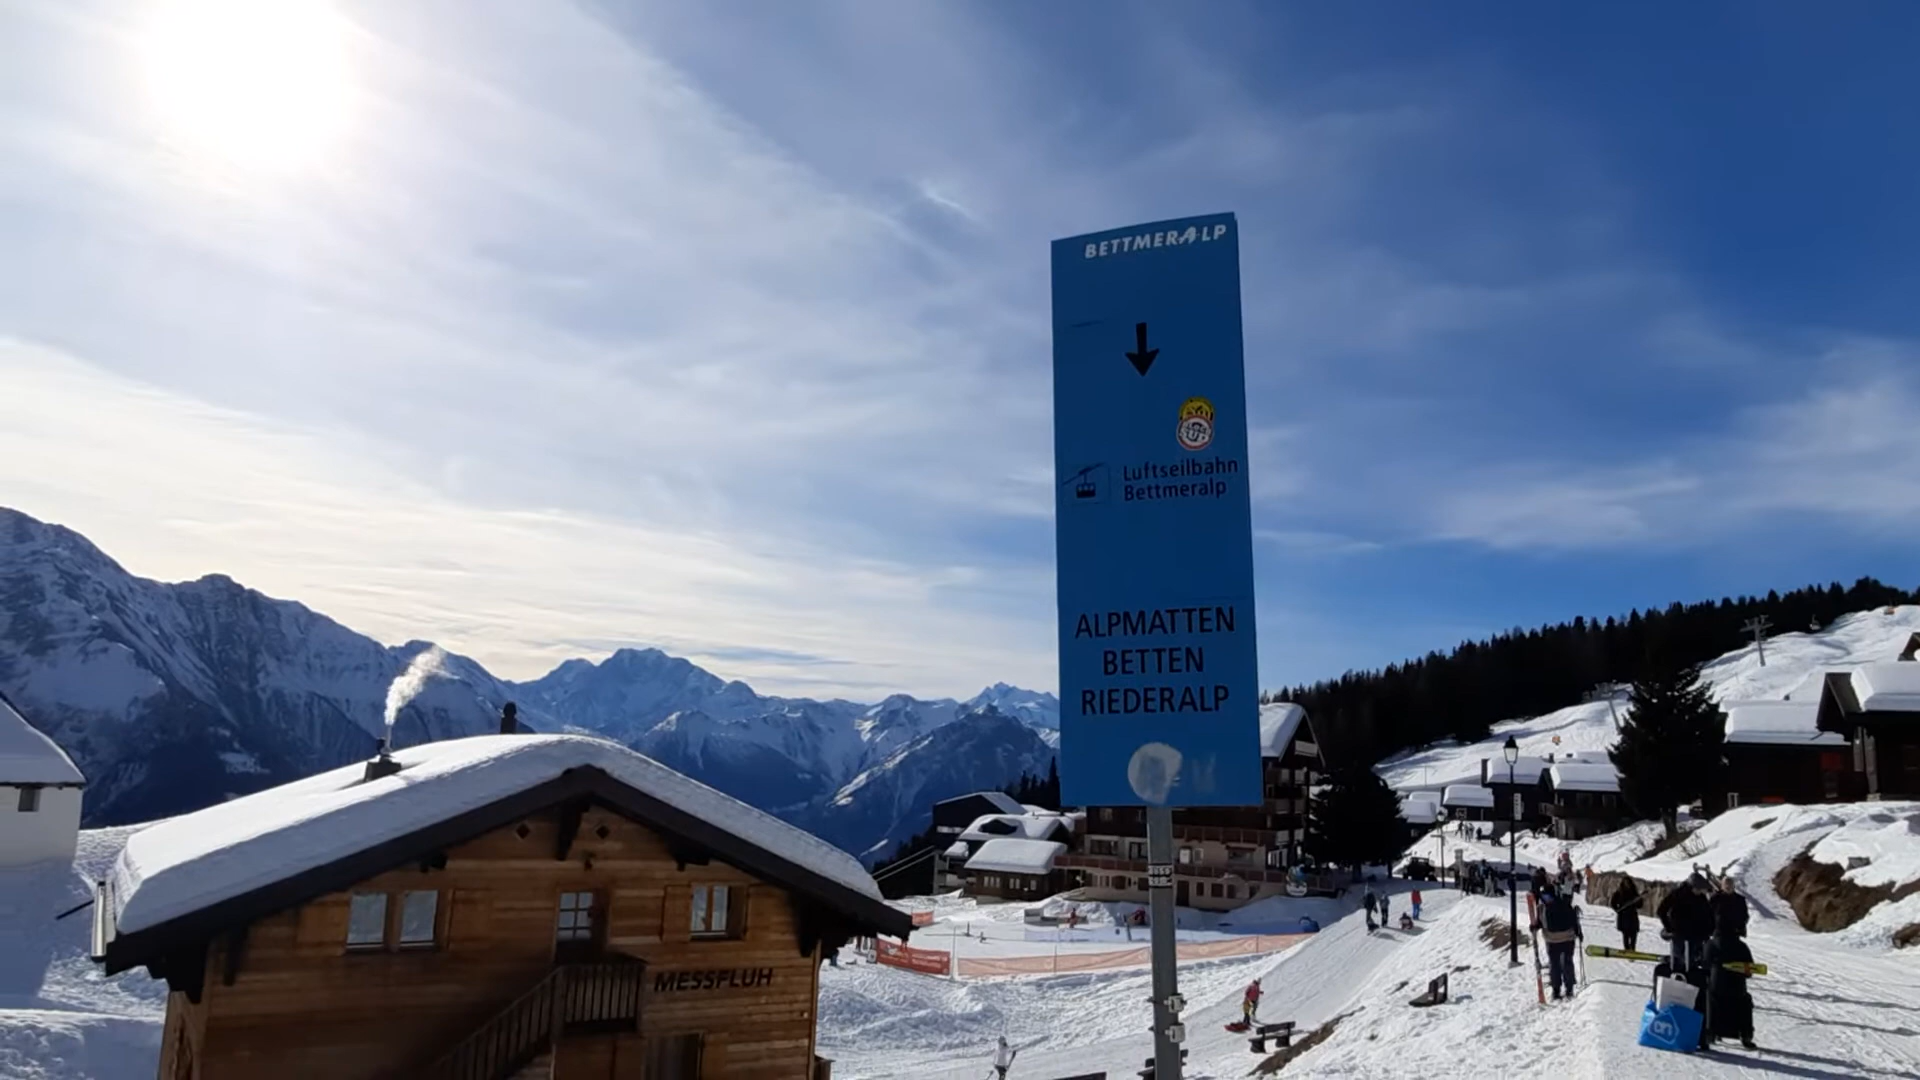 BETTMERALP
Luftseilbahn
Bettmeralp
ALPMATTEN
BETTEN
RIEDERALP
MESSFLUH